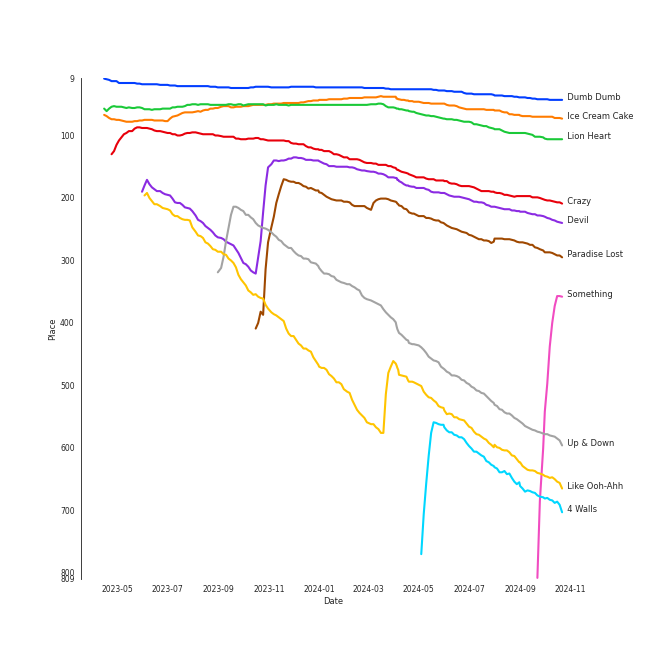 9
100
200
300
400
500
600
700
800
809
Place
2023-05 2023-07 2023-09 2023-11 2024-01 2024-03 2024-05 2024-07 2024-09 2024-11
Date
Dumb Dumb
Ice Cream Cake
Lion Heart
Crazy
Devil
Paradise Lost
Something
Up & Down
Like Ooh-Ahh
4 Walls